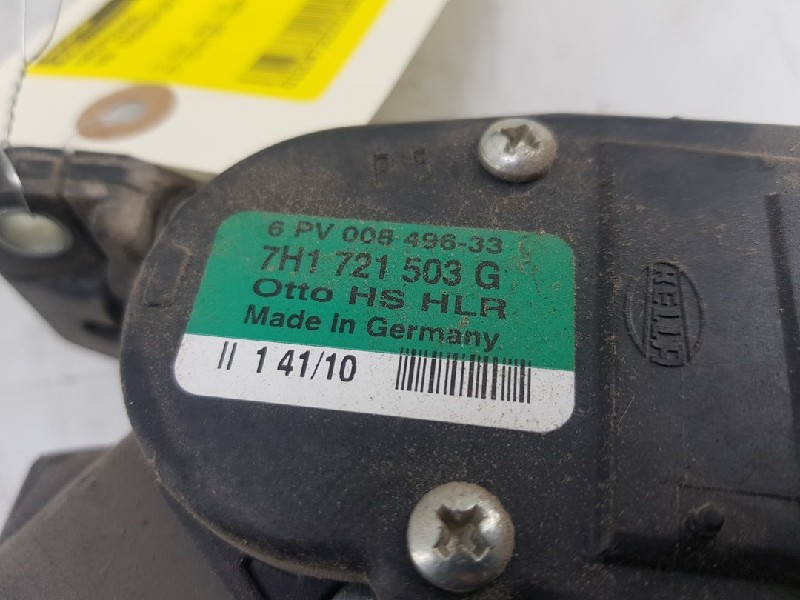 6 PV 008 496-33
7H1 721 503 G
Otto HS HLR
Made In Germany
II 1 41/10
HELLA